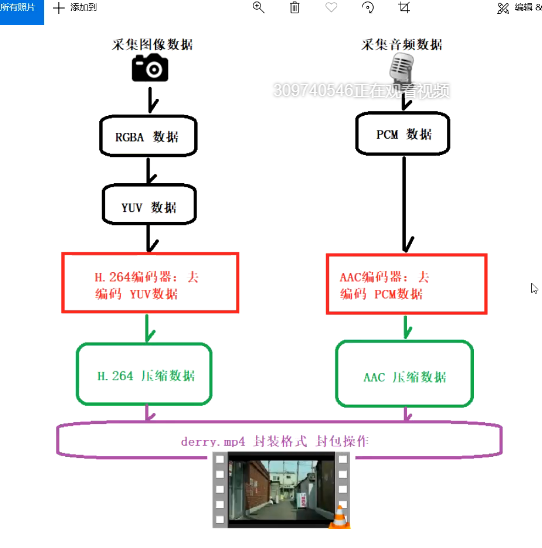 所有照片
添加到
编辑 &
采集图像数据
采集音频数据
309740546正在观看视频
RGBA 数据
PCM 数据
YUV 数据
H.264编码器：去
编码 YUV数据
AAC编码器：去
编码 PCM数据
H.264 压缩数据
AAC 压缩数据
derry.mp4 封装格式 封包操作